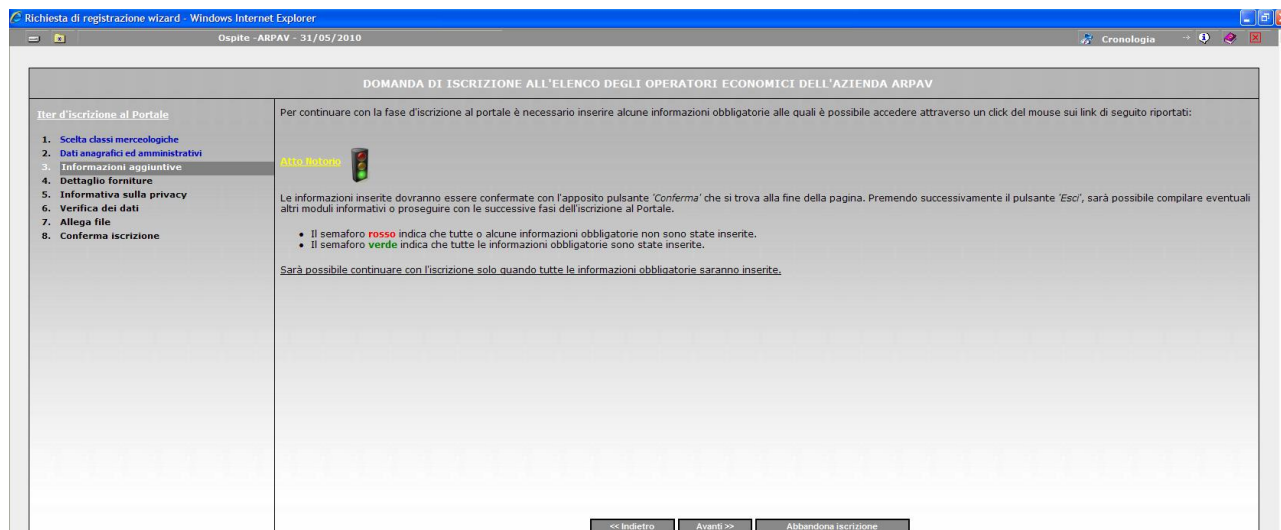 Richiesta di registrazione wizard - Windows Internet Explorer
Ospite -ARPAV - 31/05/2010
Cronologia
DOMANDA DI ISCRIZIONE ALL'ELENCO DEGLI OPERATORI ECONOMICI DELL'AZIENDA ARPAV
Iter d'iscrizione al Portale
1. Scelta classi merceologiche
2. Dati anagrafici ed amministrativi
3. Informazioni aggiuntive
4. Dettaglio forniture
5. Informativa sulla privacy
6. Verifica dei dati
7. Allega file
8. Conferma iscrizione
Per continuare con la fase d'iscrizione al portale è necessario inserire alcune informazioni obbligatorie alle quali è possibile accedere attraverso un click del mouse sui link di seguito riportati:
Atto Notorio
Le informazioni inserite dovranno essere confermate con l'apposito pulsante 'Conferma' che si trova alla fine della pagina. Premendo successivamente il pulsante 'Esci', sarà possibile compilare eventuali
altri moduli informativi o proseguire con le successive fasi dell'iscrizione al Portale.
• Il semaforo rosso indica che tutte o alcune informazioni obbligatorie non sono state inserite.
• Il semaforo verde indica che tutte le informazioni obbligatorie sono state inserite.
Sarà possibile continuare con l'iscrizione solo quando tutte le informazioni obbligatorie saranno inserite.
<< Indietro Avanti >> Abbandona iscrizione